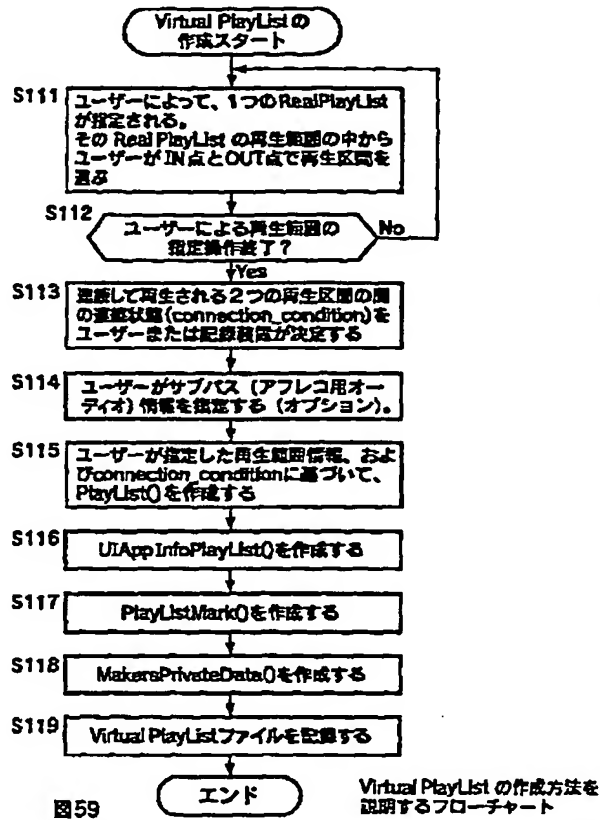 Virtual PlayListの
作成スタート
S111
ユーザーによって、1つのRealPlayList
が指定される。
そのReal PlayListの再生範囲の中から
ユーザーがIN点とOUT点で再生区間を
選ぶ
S112
ユーザーによる再生範囲の
指定操作終了?
No
Yes
S113
連続して再生される2つの再生区間の間
の連続状態(connection_condition)を
ユーザーまたは記録装置が決定する
S114
ユーザーがサブパス(アフレコ用オー
ディオ)情報を指定する(オプション)。
S115
ユーザーが指定した再生範囲情報、およ
びconnection_conditionに基づいて、
PlayList()を作成する
S116
UIAppInfoPlayList()を作成する
S117
PlayListMark()を作成する
S118
MakersPrivateData()を作成する
S119
Virtual PlayListファイルを記録する
エンド
図59
Virtual PlayListの作成方法を
説明するフローチャート